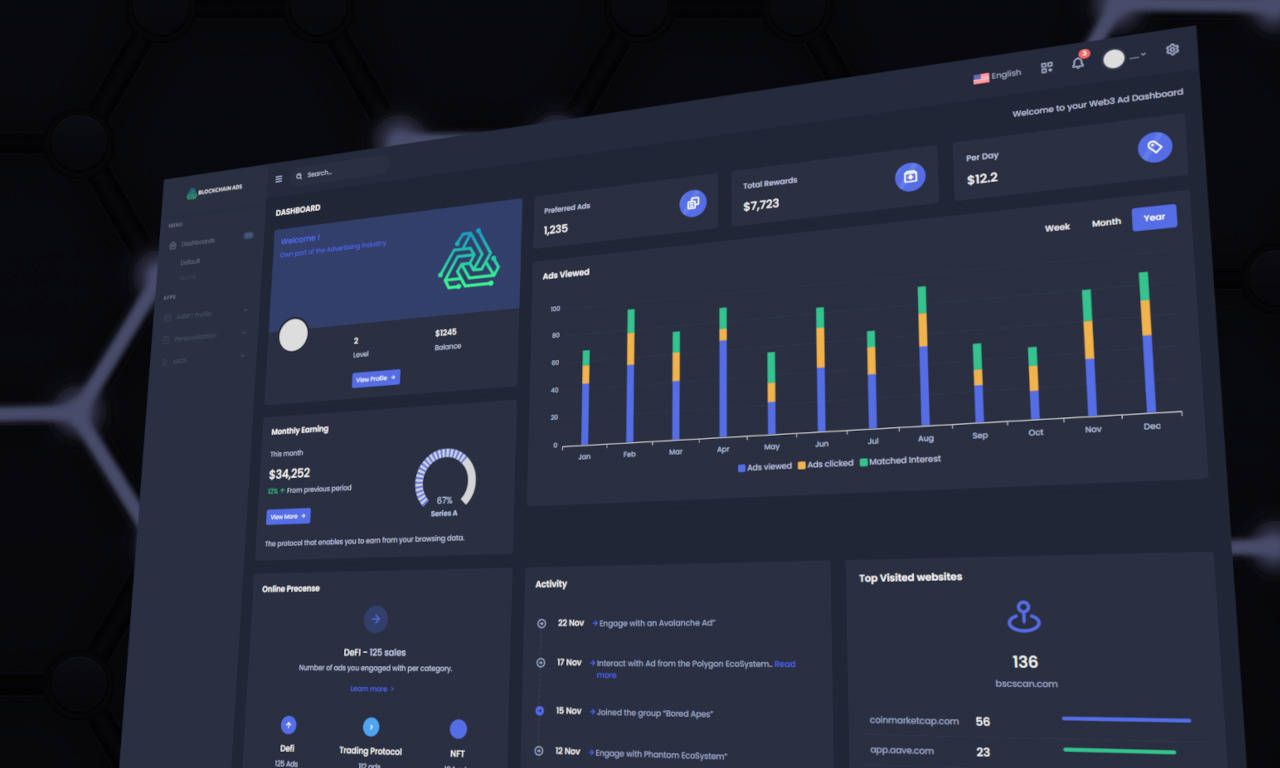 English
3
Welcome to your Web3 Ad Dashboard
BLOCKCHAIN ADS
Search...
MENU
Dashboards
Default
APPS
DASHBOARD
Welcome !
Own part of the Advertising Industry
2
Level
$1245
Balance
View Profile →
Preferred Ads
1,235
Total Rewards
$7,723
Per Day
$12.2
Ads Viewed
Week Month Year
100
80
60
40
20
0
Jan Feb Mar Apr May Jun Jul Aug Sep Oct Nov Dec
Ads viewed Ads clicked Matched Interest
Monthly Earning
This month
$34,252
12% ↑ From previous period
View More →
67%
Series A
The protocol that enables you to earn from your browsing data.
Online Precense
DeFi - 125 sales
Number of ads you engaged with per category.
Learn more >
Defi
125 Ads
Trading Protocol
112 ads
NFT
Activity
22 Nov → Engage with an Avalanche Ad"
17 Nov → Interact with Ad from the Polygon EcoSystem.. Read
more
15 Nov → Joined the group "Bored Apes"
12 Nov → Engage with Phantom EcoSystem"
Top Visited websites
136
bscscan.com
coinmarketcap.com 56
app.aave.com 23